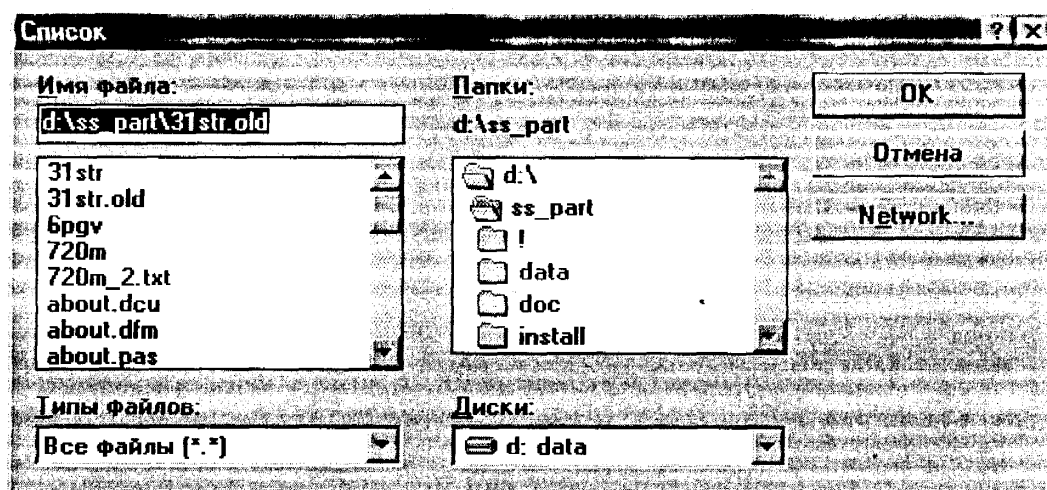 Список
Имя файла:
d:\ss_part\31str.old
31str
31str.old
6pgv
720m
720m_2.txt
about.dcu
about.dfm
about.pas
Типы файлов:
Все файлы (*.*)
Папки:
d:\ss_part
d:\
ss_part
!
data
doc
install
Диски:
d: data
OK
Отмена
Network...